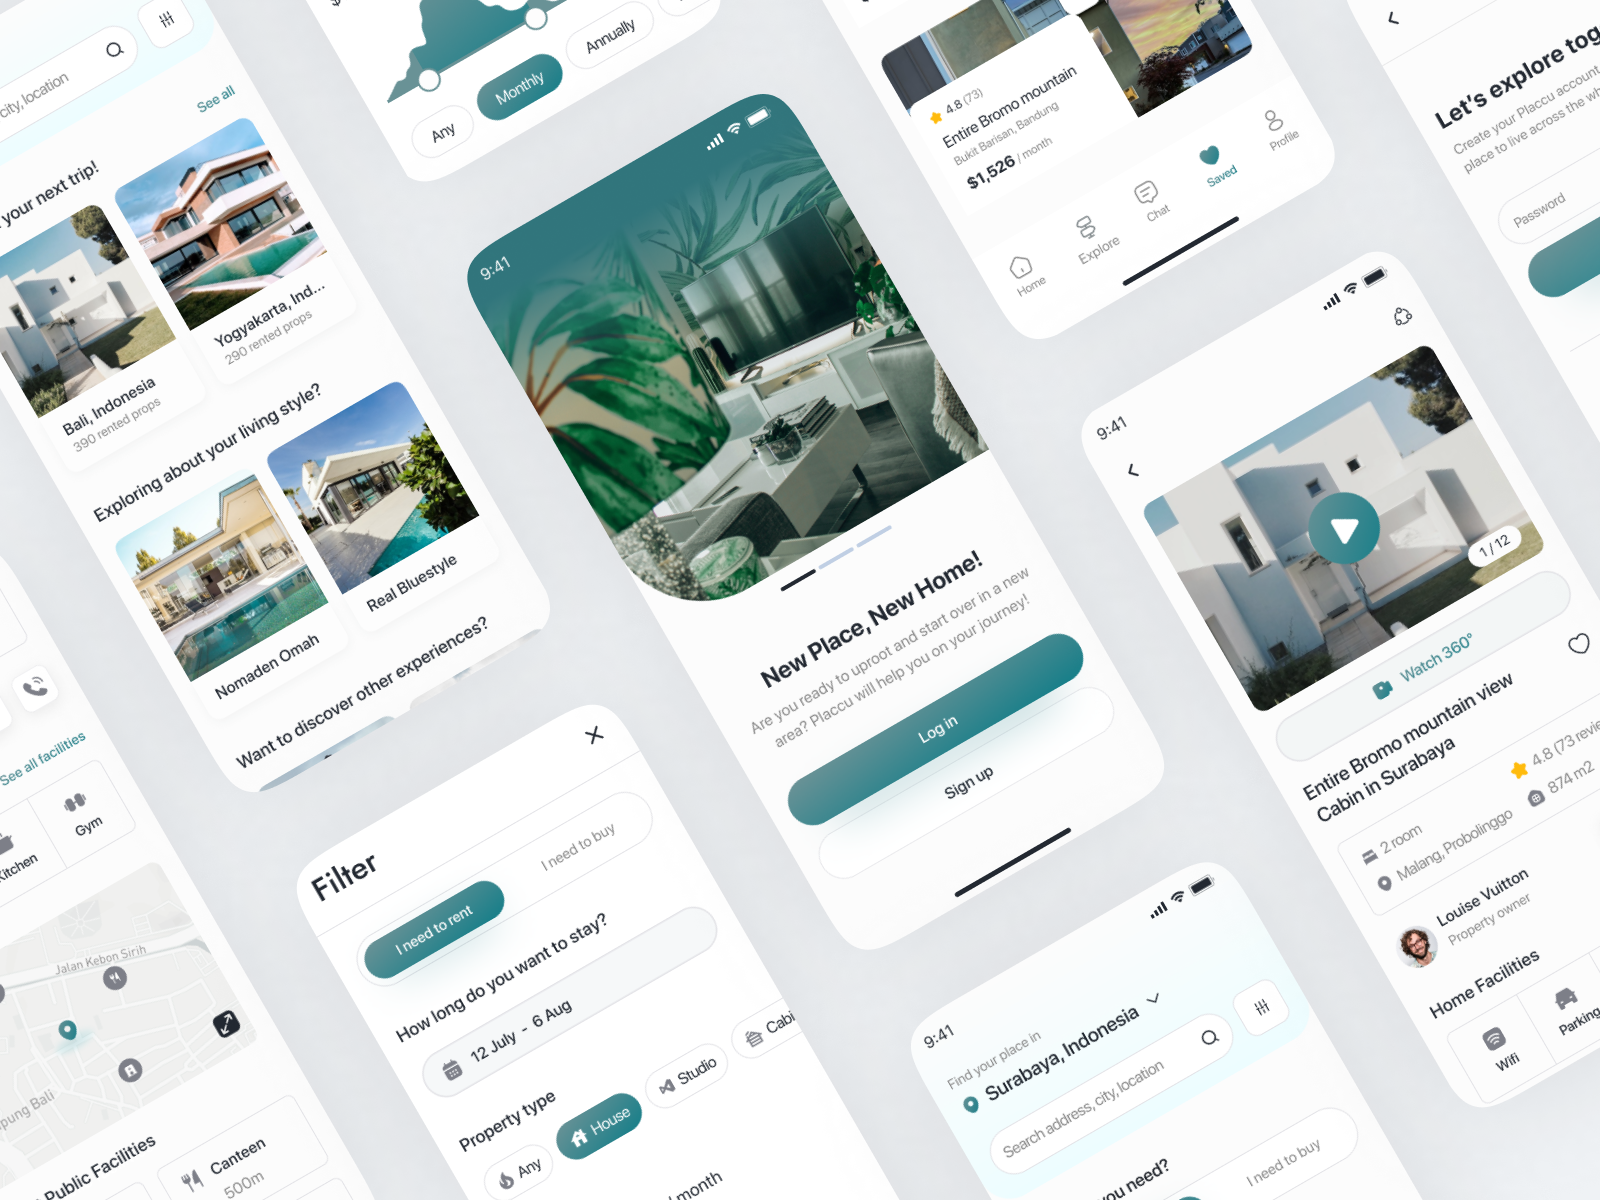 city, location
See all
your next trip!
Bali, Indonesia
390 rented props
Yogyakarta, Ind...
290 rented props
Exploring about your living style?
Nomaden Omah
Real Bluestyle
Want to discover other experiences?
Any
Monthly
Annually
9:41
New Place, New Home!
Are you ready to uproot and start over in a new
area? Placcu will help you on your journey!
Log in
Sign up
4.8 (73)
Entire Bromo mountain
Bukit Barisan, Bandung
$1,526 / month
Home
Explore
Chat
Saved
Profile
Let's explore tog
Create your Placcu account
place to live across the wh
Password
9:41
1 / 12
Watch 360°
Entire Bromo mountain view
Cabin in Surabaya
4.8 (73 revie
2 room
874 m2
Malang, Probolinggo
Louise Vuitton
Property owner
Home Facilities
Wifi
Parking
See all facilities
Kitchen
Gym
Jalan Kebon Sirih
pung Bali
Public Facilities
Canteen
500m
Filter
I need to rent
I need to buy
How long do you want to stay?
12 July - 6 Aug
Property type
Any
House
Studio
Cabi
month
9:41
Find your place in
Surabaya, Indonesia
Search address, city, location
you need?
I need to buy